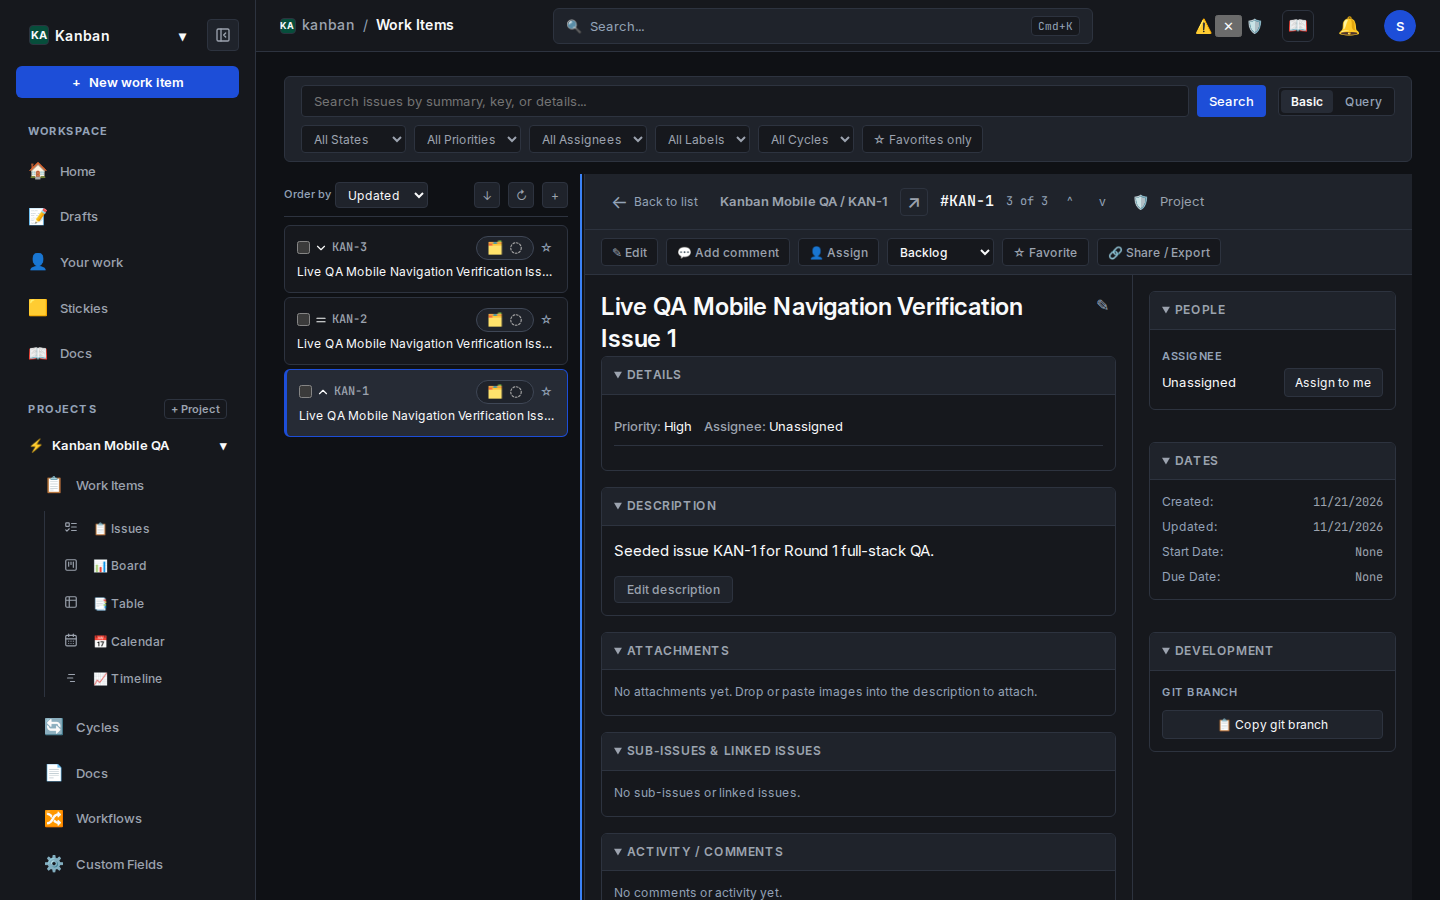 KA Kanban ▾
+ New work item
WORKSPACE
Home
Drafts
Your work
Stickies
Docs
PROJECTS + Project
Kanban Mobile QA ▾
Work Items
Issues
Board
Table
Calendar
Timeline
Cycles
Docs
Workflows
Custom Fields
KA kanban / Work Items
Search... Cmd+K
S
Search issues by summary, key, or details...
Search
Basic Query
All States All Priorities All Assignees All Labels All Cycles ☆ Favorites only
Order by Updated ↓ ↻ +
KAN-3
Live QA Mobile Navigation Verification Iss...
KAN-2
Live QA Mobile Navigation Verification Iss...
KAN-1
Live QA Mobile Navigation Verification Iss...
← Back to list Kanban Mobile QA / KAN-1 #KAN-1 3 of 3 ^ v Project
✎ Edit Add comment Assign Backlog ☆ Favorite Share / Export
Live QA Mobile Navigation Verification
Issue 1
▾ DETAILS
Priority: High Assignee: Unassigned
▾ DESCRIPTION
Seeded issue KAN-1 for Round 1 full-stack QA.
Edit description
▾ ATTACHMENTS
No attachments yet. Drop or paste images into the description to attach.
▾ SUB-ISSUES & LINKED ISSUES
No sub-issues or linked issues.
▾ ACTIVITY / COMMENTS
No comments or activity yet.
▾ PEOPLE
ASSIGNEE
Unassigned Assign to me
▾ DATES
Created: 11/21/2026
Updated: 11/21/2026
Start Date: None
Due Date: None
▾ DEVELOPMENT
GIT BRANCH
Copy git branch